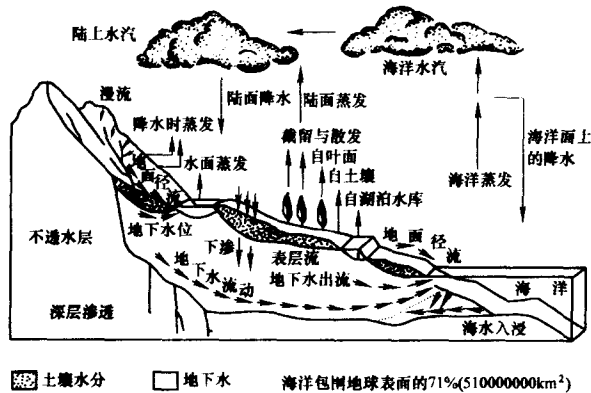 陆上水汽
海洋水汽
漫流
陆面降水
陆面蒸发
降水时蒸发
截留与散发
海洋面上
的降水
地面径流
水面蒸发
自叶面
自土壤
海洋蒸发
自湖泊水库
地下水位
不透水层
下渗
表层流
地面径流
地下水流动
地下水出流
海洋
深层渗透
海水入浸
土壤水分
地下水
海洋包围地球表面的71%(510000000km²)